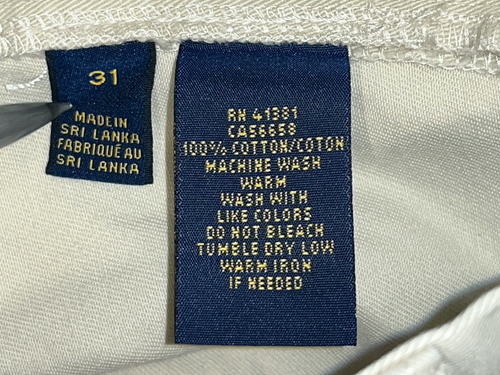 31
MADE IN
SRI LANKA
FABRIQUÉ AU
SRI LANKA
RN 41381
CA56658
100% COTTON/COTON
MACHINE WASH
WARM
WASH WITH
LIKE COLORS
DO NOT BLEACH
TUMBLE DRY LOW
WARM IRON
IF NEEDED